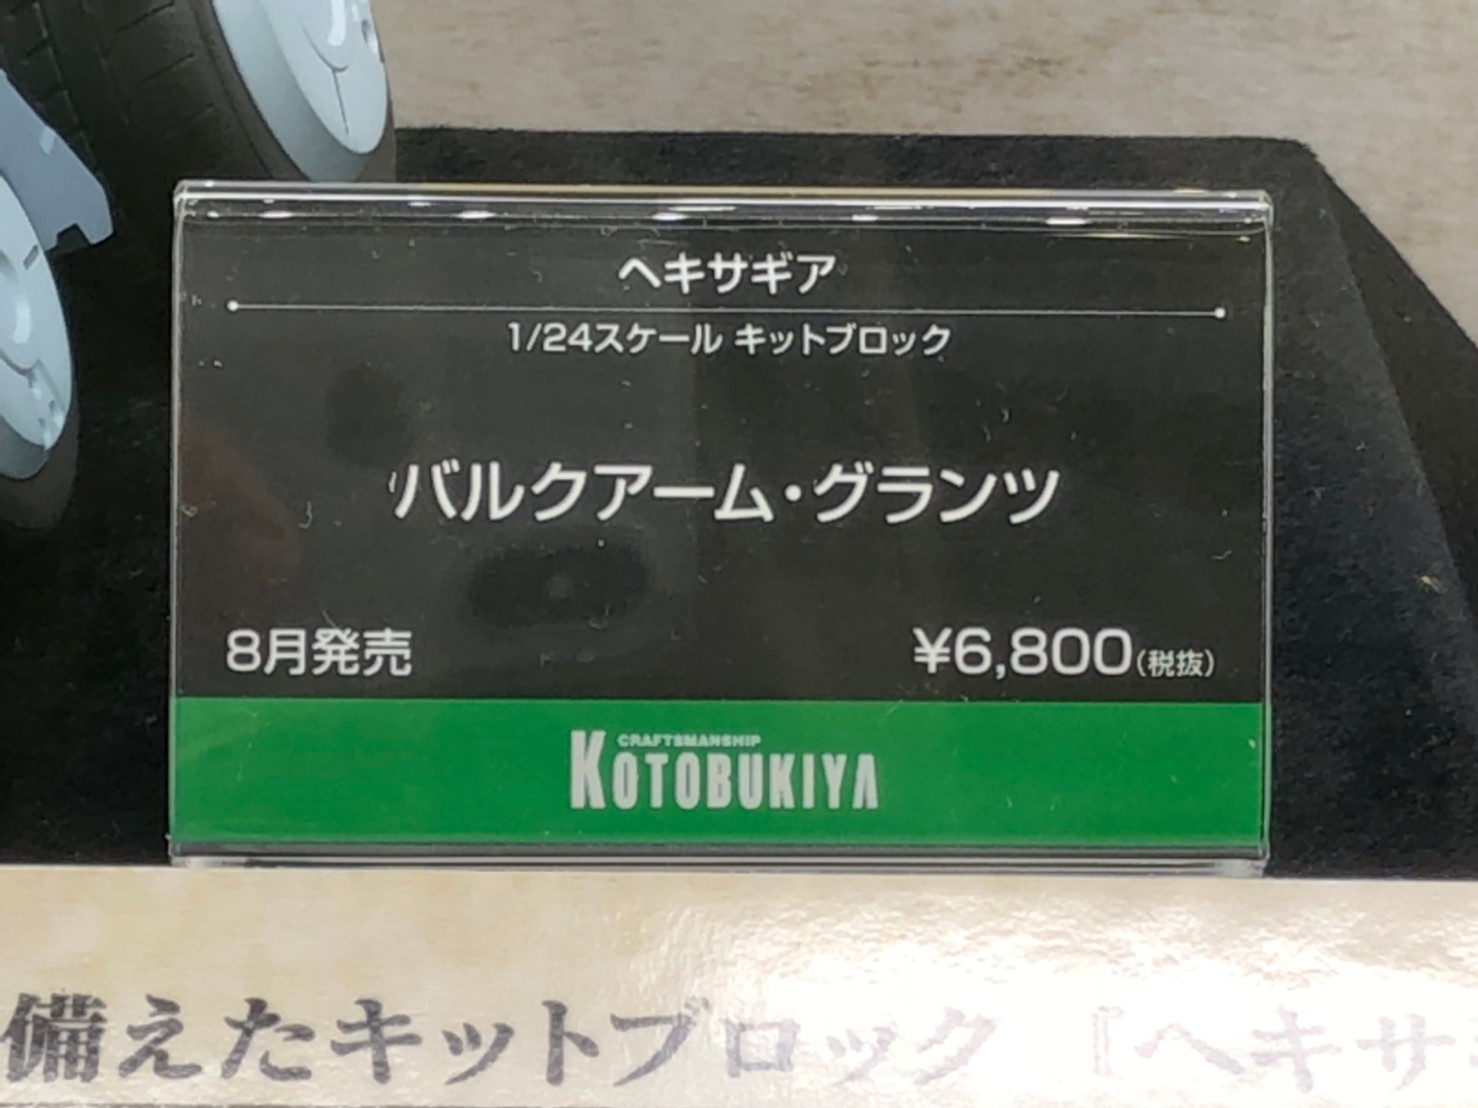 ヘキサギア
1/24スケール キットブロック
バルクアーム・グランツ
8月発売
¥6,800(税抜)
CRAFTSMANSHIP
KOTOBUKIYA
備えたキットブロック『ヘキサ